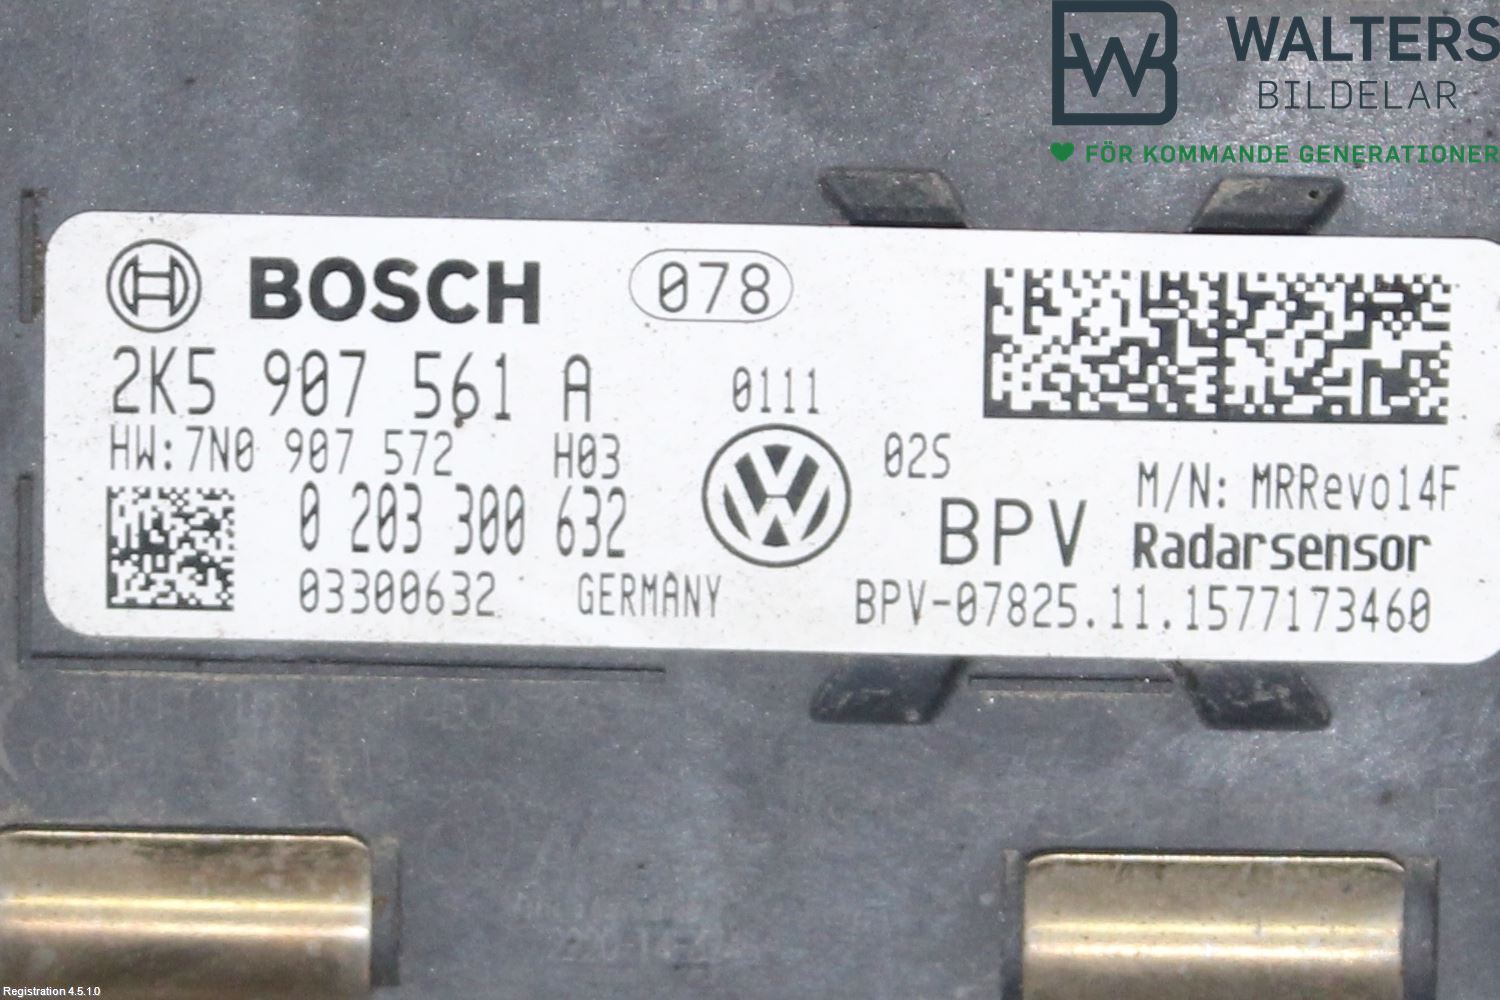 WALTERS
BILDELAR
FÖR KOMMANDE GENERATIONER
BOSCH 078
2K5 907 561 A 0111
HW:7N0 907 572 H03 02S
M/N: MRRevo14F
0 203 300 632 BPV Radarsensor
03300632 GERMANY BPV-07825.11.1577173460
Registration 4.5.1.0